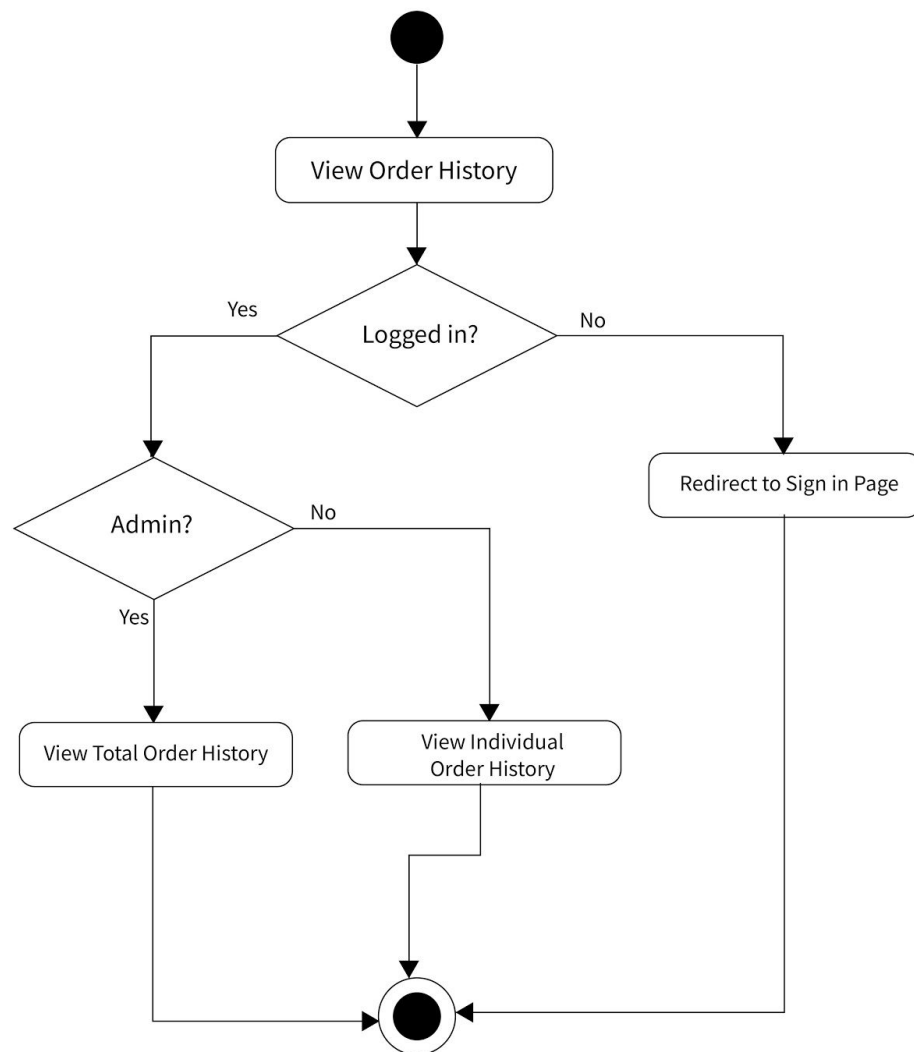 View Order History
Yes
Logged in?
No
Admin?
No
Redirect to Sign in Page
Yes
View Total Order History
View Individual
Order History